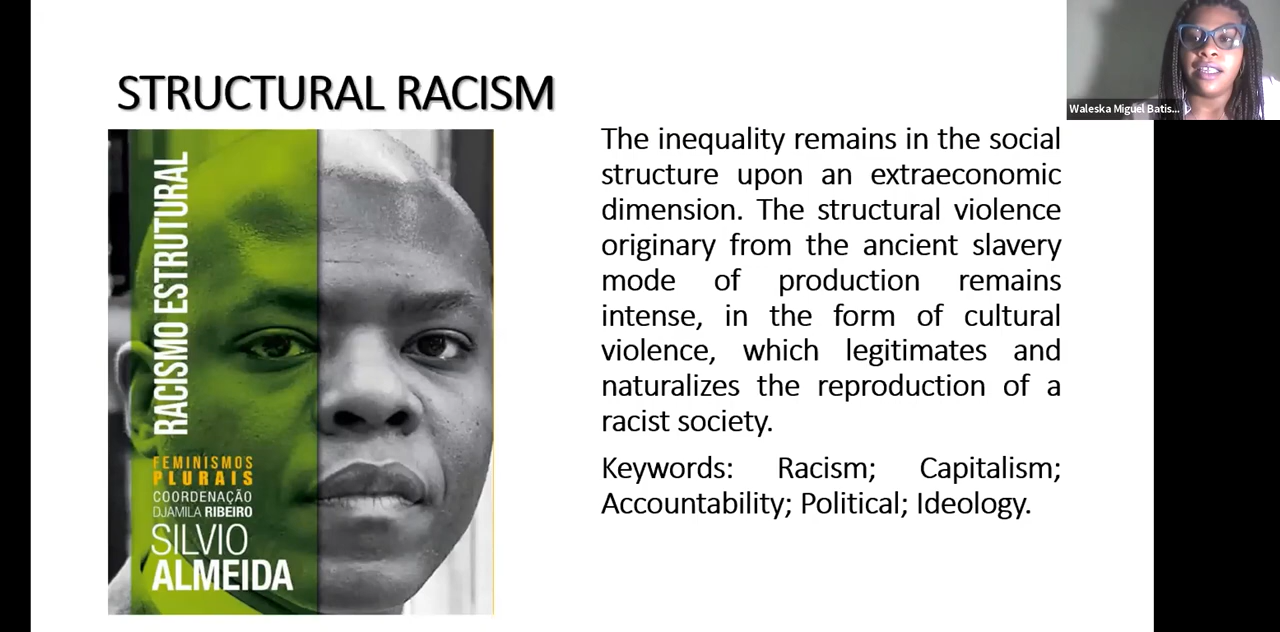 Waleska Miguel Batis...
STRUCTURAL RACISM
RACISMO ESTRUTURAL
FEMINISMOS
PLURAIS
COORDENAÇÃO
DJAMILA RIBEIRO
SILVIO
ALMEIDA
The inequality remains in the social
structure upon an extraeconomic
dimension. The structural violence
originary from the ancient slavery
mode of production remains
intense, in the form of cultural
violence, which legitimates and
naturalizes the reproduction of a
racist society.
Keywords: Racism; Capitalism;
Accountability; Political; Ideology.